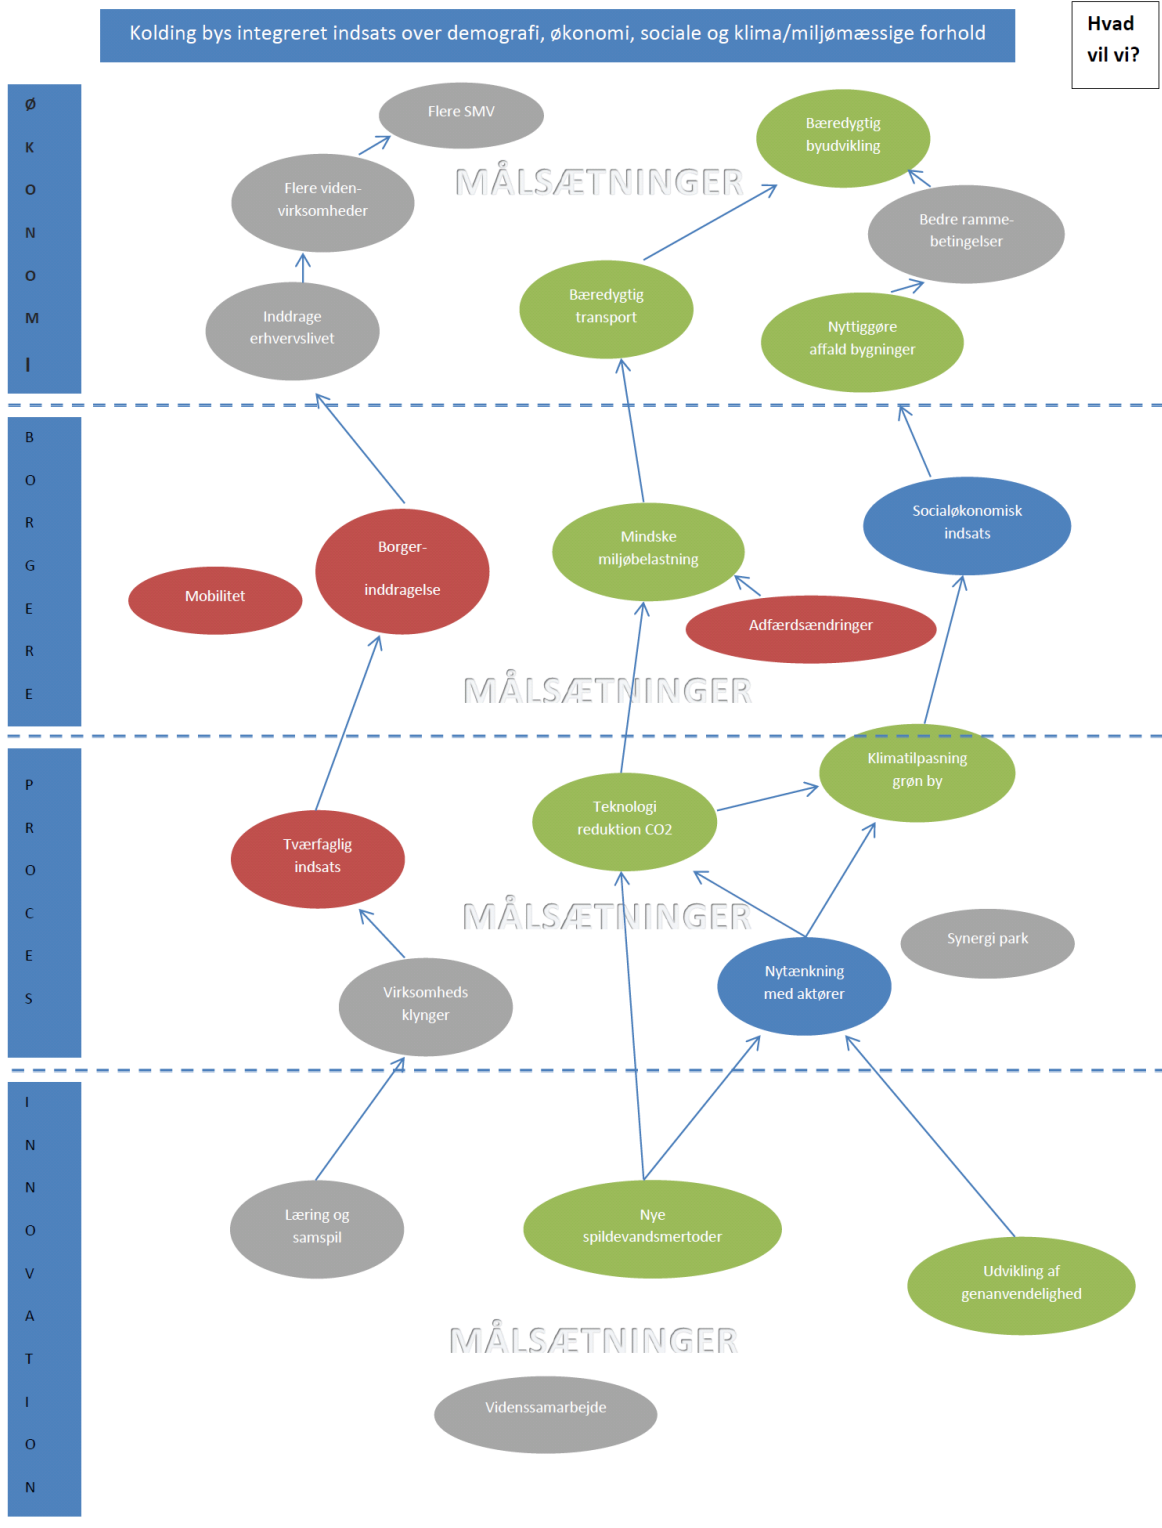 Kolding bys integreret indsats over demografi, økonomi, sociale og klima/miljømæssige forhold
Hvad
vil vi?
Ø
K
O
N
O
M
I
Flere SMV
Bæredygtig
byudvikling
MÅLSÆTNINGER
Flere viden-
virksomheder
Bedre ramme-
betingelser
Bæredygtig
transport
Inddrage
erhvervslivet
Nyttiggøre
affald bygninger
B
O
R
G
E
R
E
Socialøkonomisk
indsats
Mindske
miljøbelastning
Borger-
inddragelse
Mobilitet
Adfærdsændringer
MÅLSÆTNINGER
P
R
O
C
E
S
Klimatilpasning
grøn by
Teknologi
reduktion CO2
Tværfaglig
indsats
MÅLSÆTNINGER
Synergi park
Nytænkning
med aktører
Virksomheds
klynger
I
N
N
O
V
A
T
I
O
N
Læring og
samspil
Nye
spildevandsmertoder
Udvikling af
genanvendelighed
MÅLSÆTNINGER
Videnssamarbejde